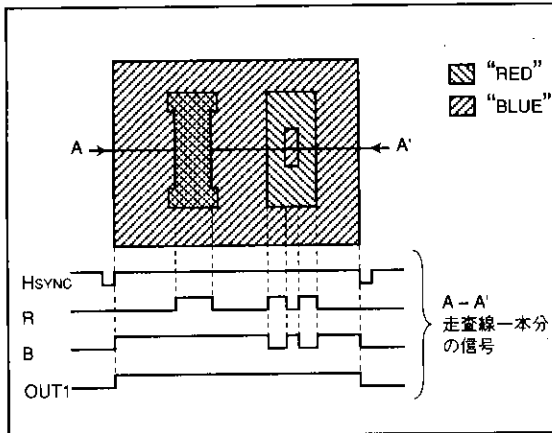 "RED"
"BLUE"
A
A'
HSYNC
R
B
OUT1
A – A'
走査線一本分
の信号